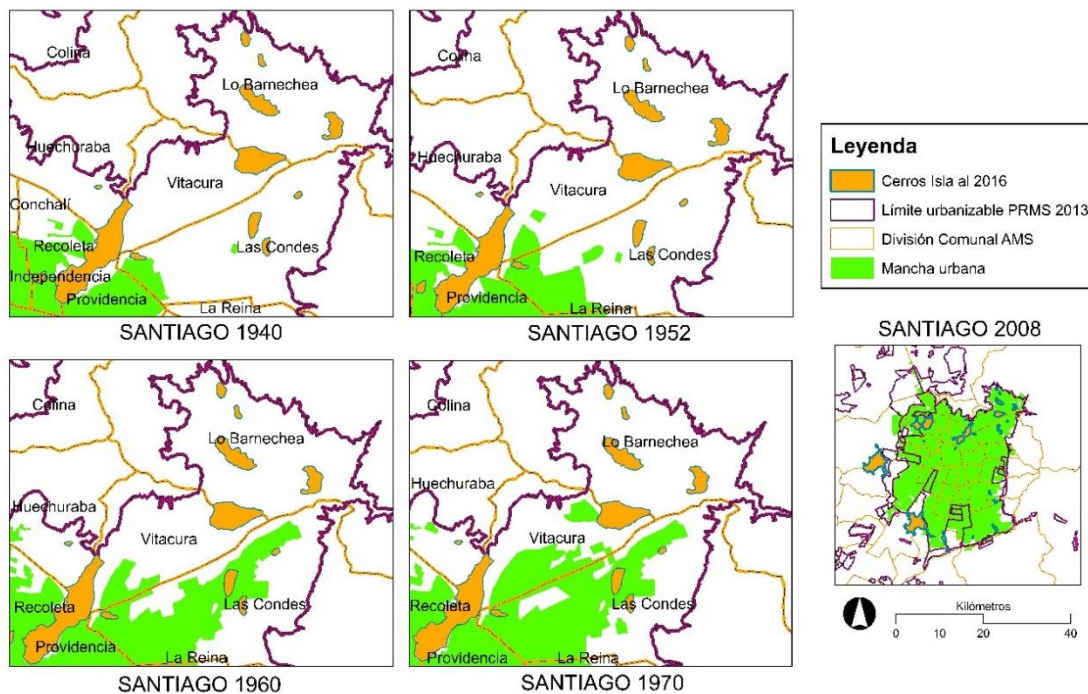 Colina
Lo Barnechea
Huechuraba
Vitacura
Conchalí
Recoleta
Las Condes
Independencia
Providencia
La Reina
SANTIAGO 1940
Colina
Lo Barnechea
Huechuraba
Vitacura
Recoleta
Las Condes
Providencia
La Reina
SANTIAGO 1952
Leyenda
Cerros Isla al 2016
Límite urbanizable PRMS 2013
División Comunal AMS
Mancha urbana
Colina
Lo Barnechea
Huechuraba
Vitacura
Recoleta
Las Condes
Providencia
La Reina
SANTIAGO 1960
Colina
Lo Barnechea
Huechuraba
Vitacura
Recoleta
Las Condes
Providencia
La Reina
SANTIAGO 1970
SANTIAGO 2008
Kilómetros
0 10 20 40